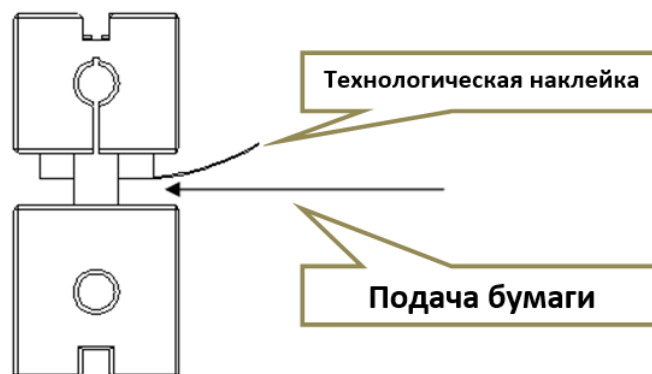 Технологическая наклейка
Подача бумаги